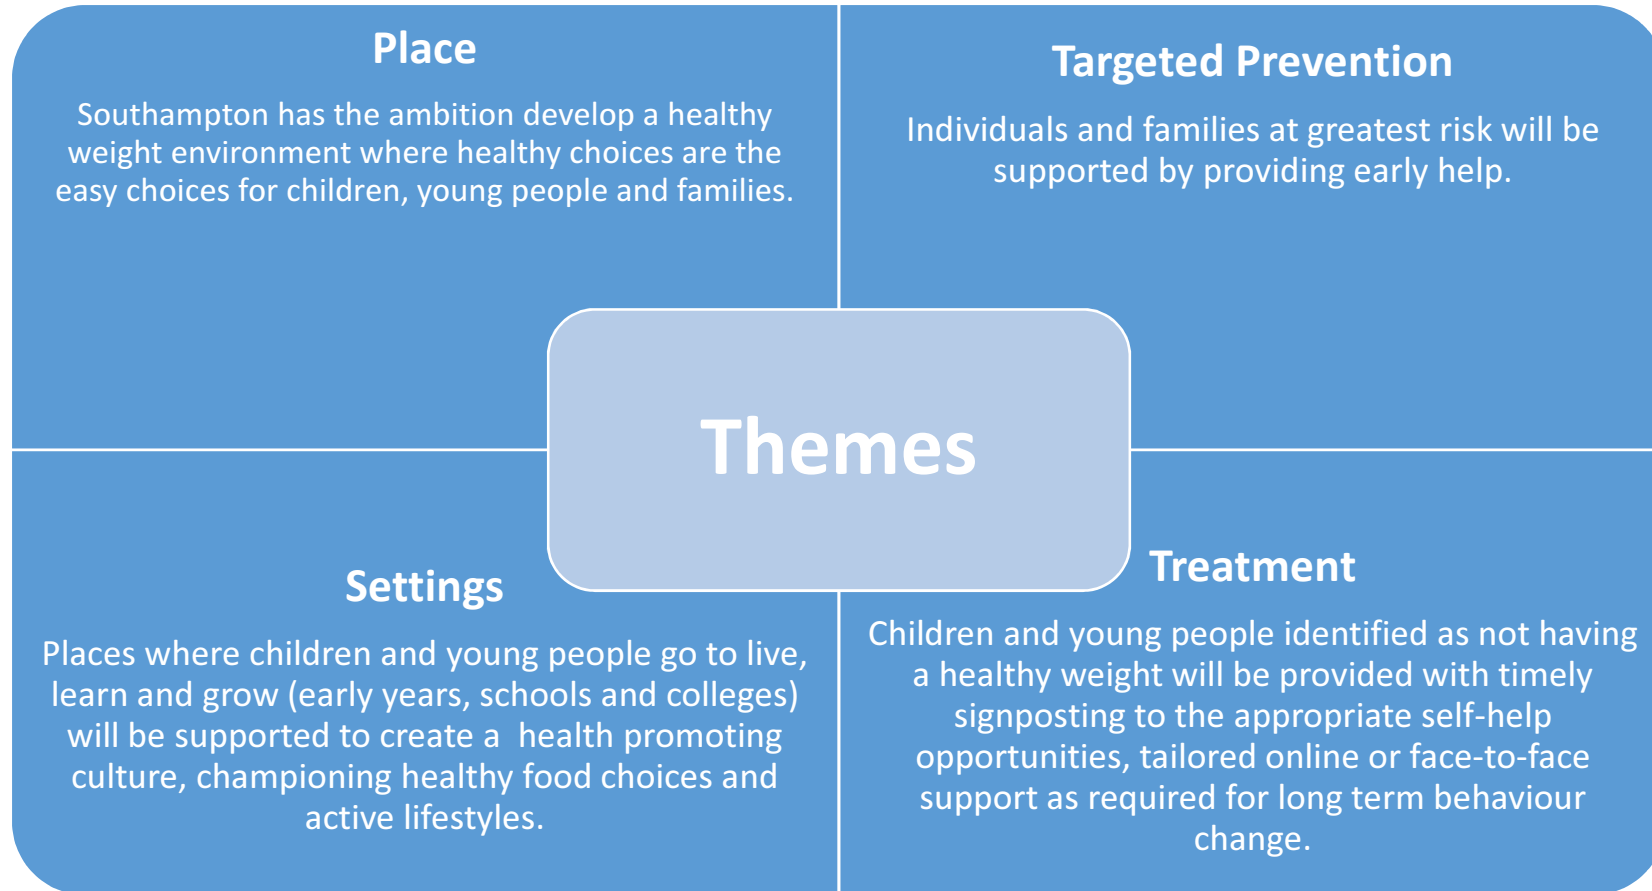 Place
Southampton has the ambition develop a healthy
weight environment where healthy choices are the
easy choices for children, young people and families.
Targeted Prevention
Individuals and families at greatest risk will be
supported by providing early help.
Themes
Settings
Places where children and young people go to live,
learn and grow (early years, schools and colleges)
will be supported to create a  health promoting
culture, championing healthy food choices and
active lifestyles.
Treatment
Children and young people identified as not having
a healthy weight will be provided with timely
signposting to the appropriate self-help
opportunities, tailored online or face-to-face
support as required for long term behaviour
change.